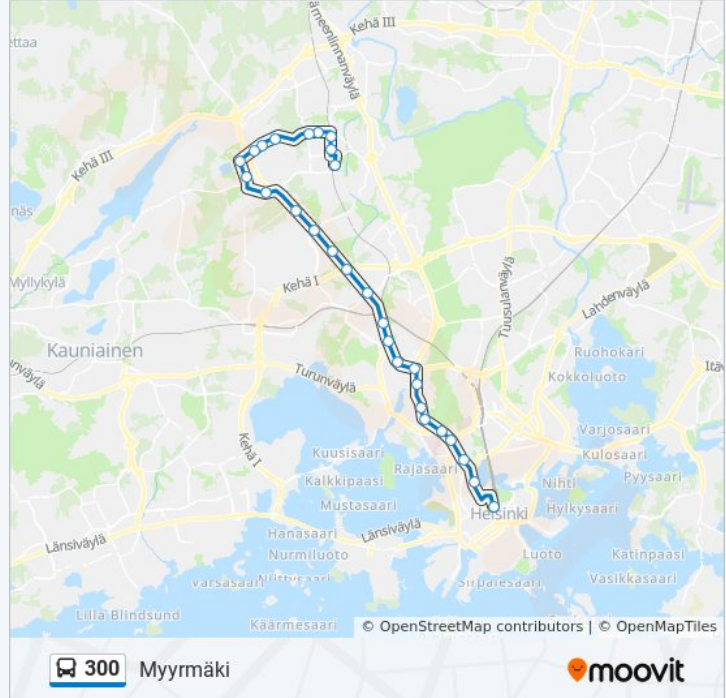 Kehä III
Hämeenlinnanväylä
Kehä III
Myllykylä
Tuusulanväylä
Lahdenväylä
Kehä I
Kauniainen
Ruohokari
Kokkoluoto
Turunväylä
Varjosaari
Kulosaari
Kehä I
Kuusisaari
Rajasaari
Pyysaari
Kalkkipaasi
Nihti
Mustasaari
Hylkysaari
Helsinki
Hanasaari
Länsiväylä
Länsiväylä
Nurmiluoto
Luoto
Katinpaasi
Vasikkasaari
Sirpalesaari
Varsasaari
Lilla Blindsund
Käärmesaari
© OpenStreetMap contributors | © OpenMapTiles
300 Myyrmäki
moovit